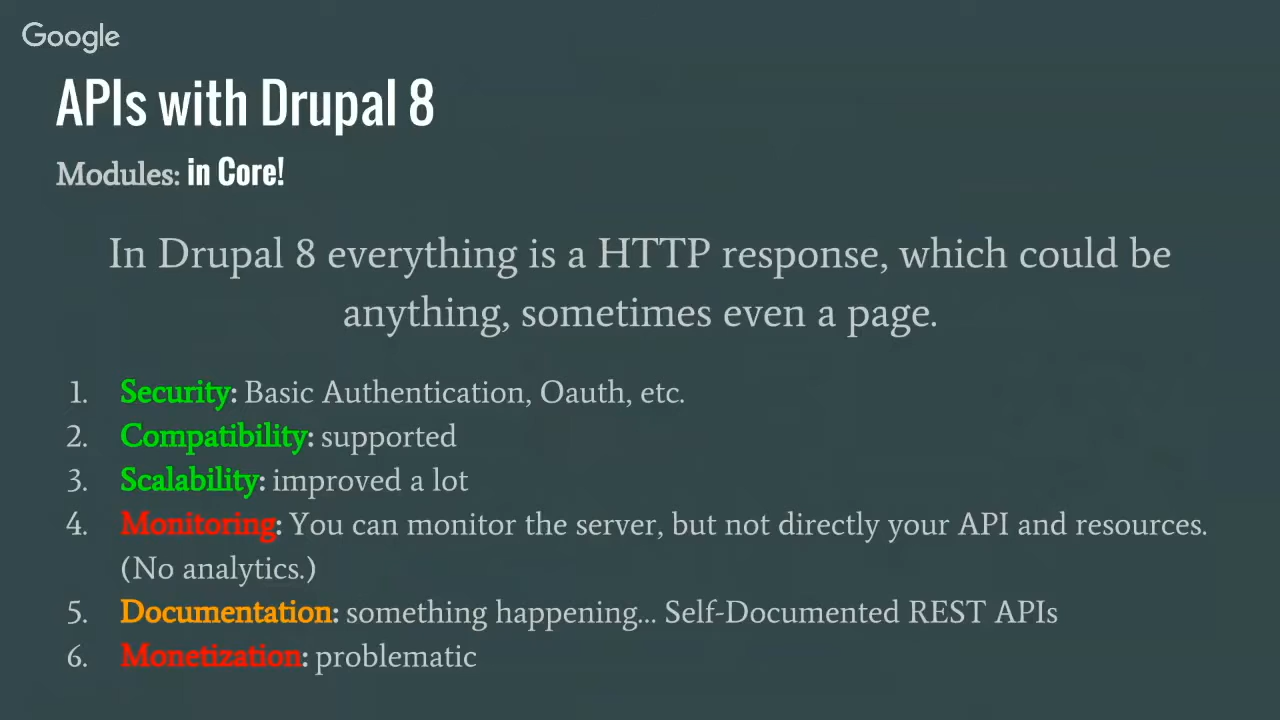 Google
APIs with Drupal 8
Modules: in Core!
In Drupal 8 everything is a HTTP response, which could be
anything, sometimes even a page.
1. Security: Basic Authentication, Oauth, etc.
2. Compatibility: supported
3. Scalability: improved a lot
4. Monitoring: You can monitor the server, but not directly your API and resources.
(No analytics.)
5. Documentation: something happening... Self-Documented REST APIs
6. Monetization: problematic